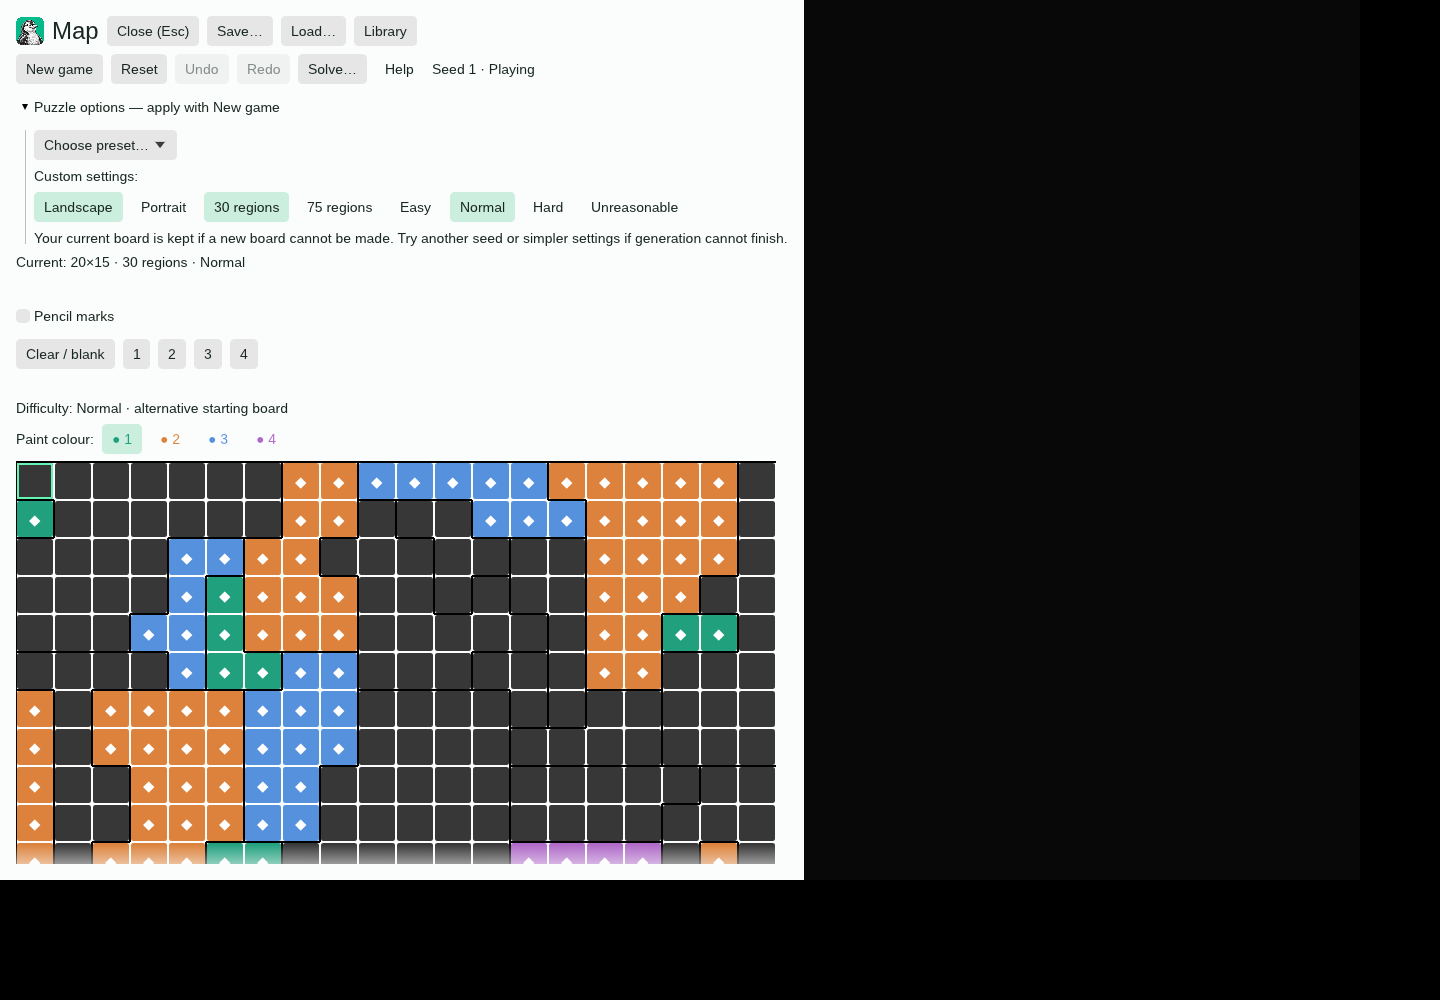 Map Close (Esc) Save… Load… Library
New game Reset Undo Redo Solve… Help Seed 1 · Playing
Puzzle options — apply with New game
Choose preset…
Custom settings:
Landscape Portrait 30 regions 75 regions Easy Normal Hard Unreasonable
Your current board is kept if a new board cannot be made. Try another seed or simpler settings if generation cannot finish.
Current: 20×15 · 30 regions · Normal
Pencil marks
Clear / blank 1 2 3 4
Difficulty: Normal · alternative starting board
Paint colour: ● 1 ● 2 ● 3 ● 4